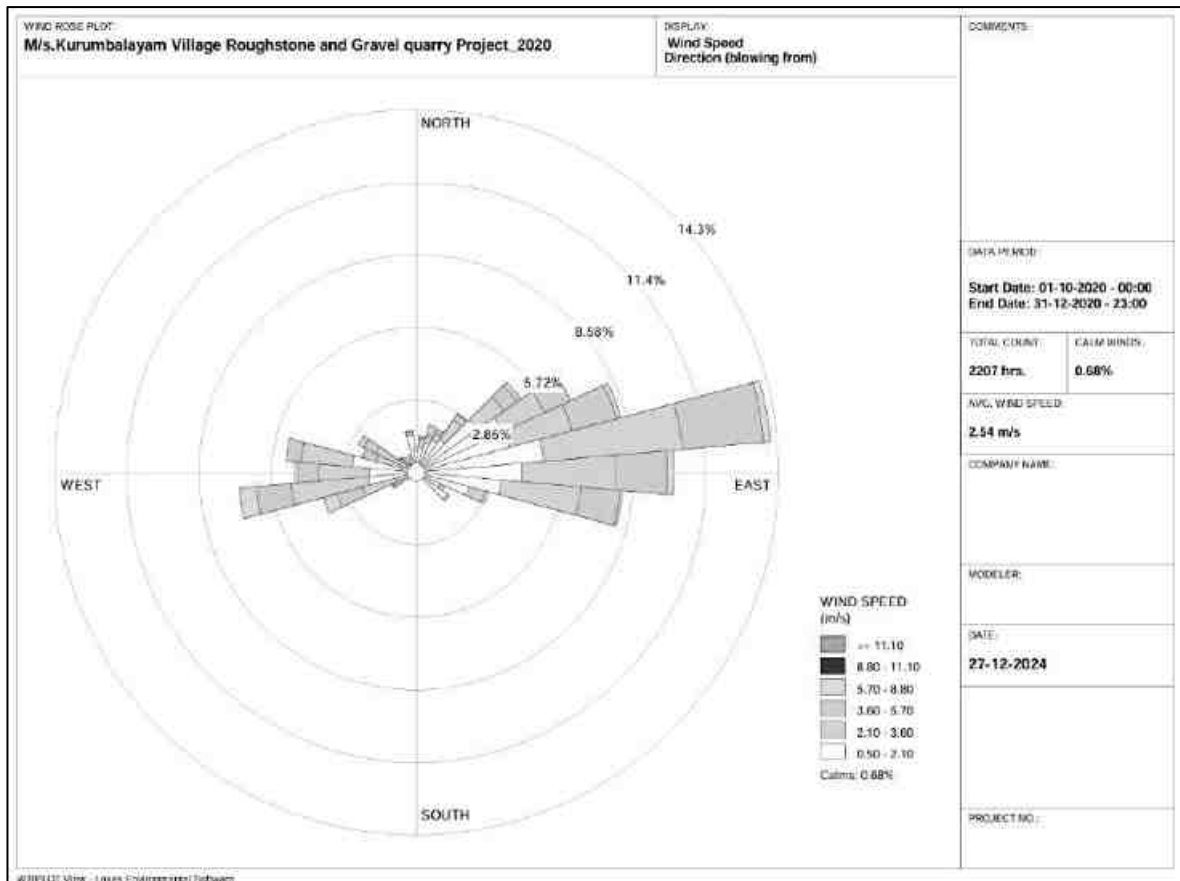 WIND ROSE PLOT:
M/s.Kurumbalayam Village Roughstone and Gravel quarry Project_2020
DISPLAY:
Wind Speed
Direction (blowing from)
COMMENTS:
NORTH
14.3%
11.4%
8.58%
5.72%
2.86%
WEST
EAST
SOUTH
WIND SPEED
(m/s)
>= 11.10
8.80 - 11.10
5.70 - 8.80
3.60 - 5.70
2.10 - 3.60
0.50 - 2.10
Calms: 0.68%
DATA PERIOD:
Start Date: 01-10-2020 - 00:00
End Date: 31-12-2020 - 23:00
TOTAL COUNT:
2207 hrs.
CALM WINDS:
0.68%
AVG. WIND SPEED:
2.54 m/s
COMPANY NAME:
MODELER:
DATE:
27-12-2024
PROJECT NO.:
WRPLOT View - Lakes Environmental Software